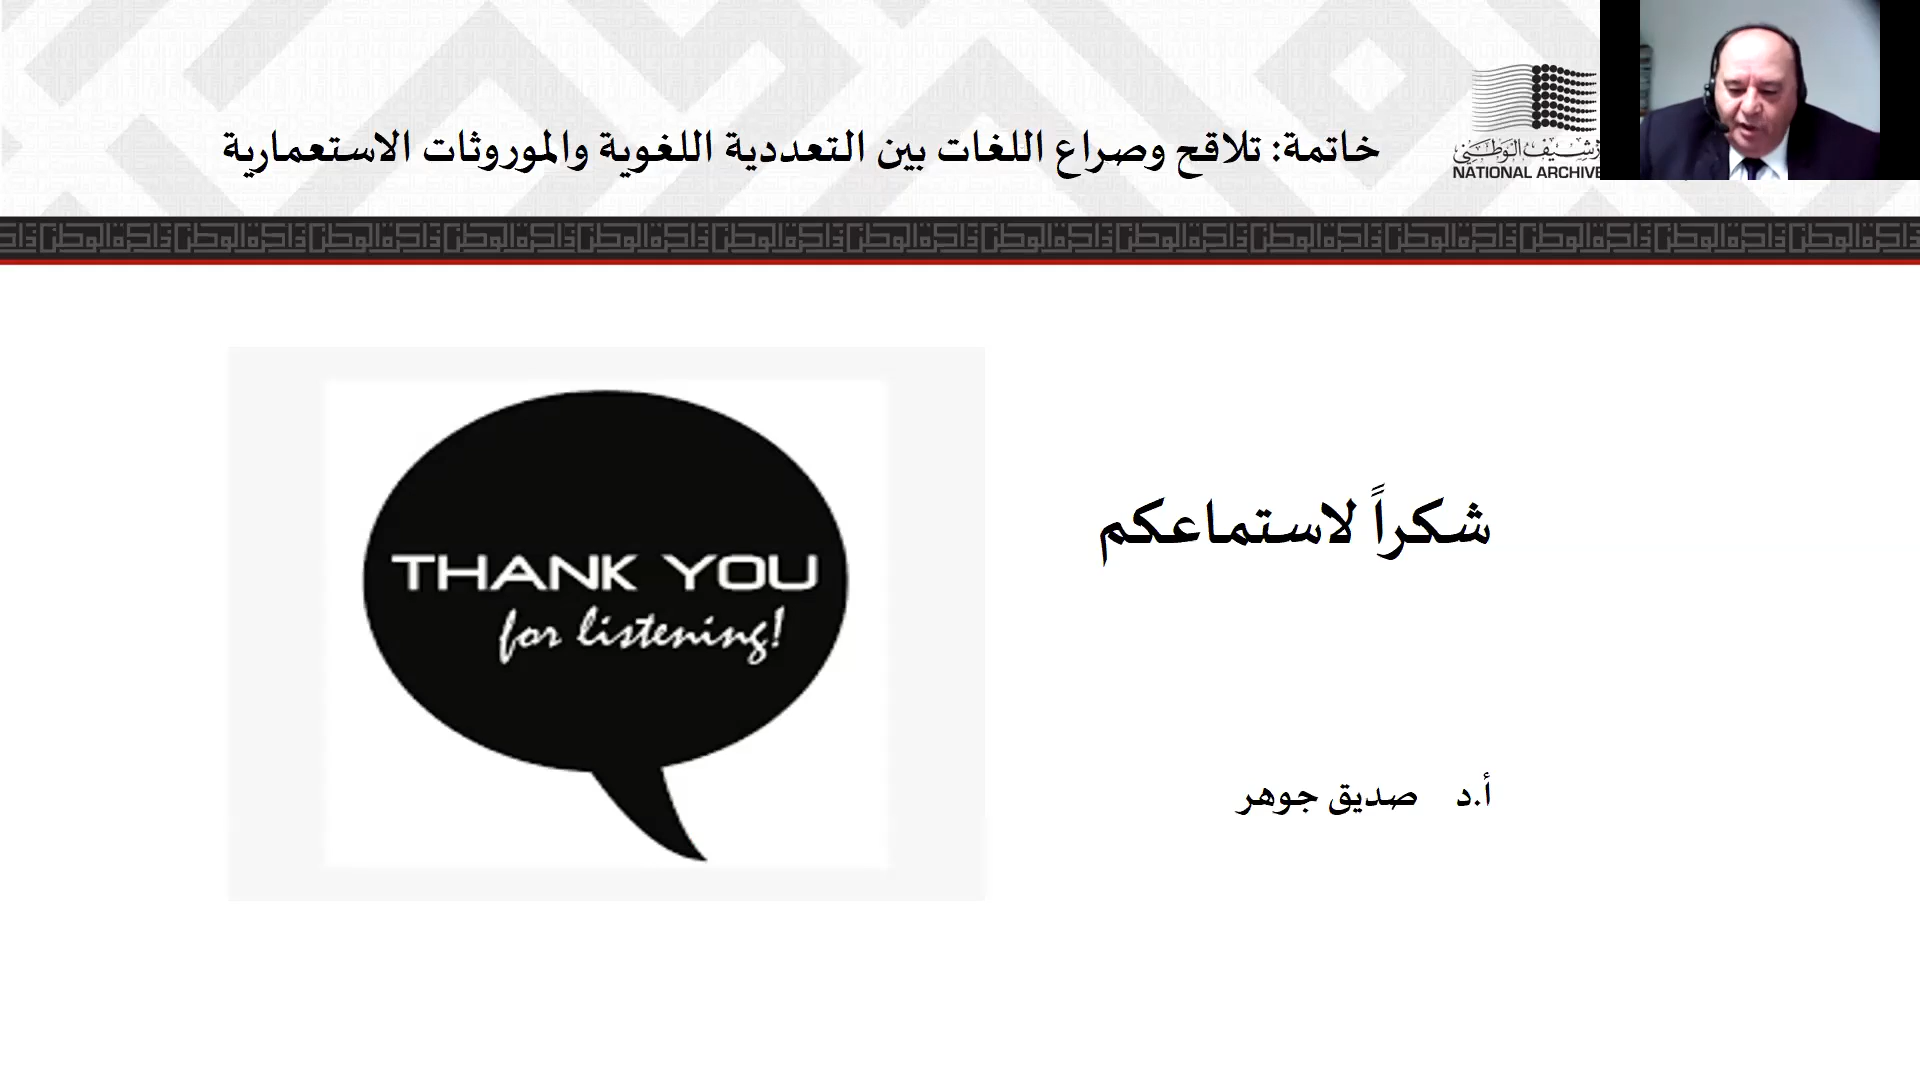 خاتمة: تلاقح وصراع اللغات بين التعددية اللغوية والموروثات الاستعمارية
NATIONAL ARCHIVE
شكراً لاستماعكم
THANK YOU
for listening!
أ.د صديق جوهر